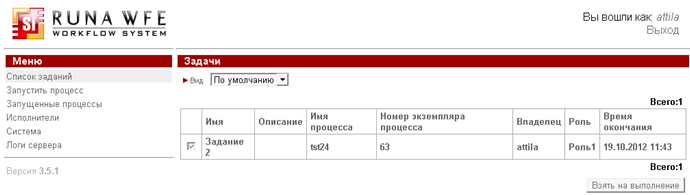 RUNA WFE
WORKFLOW SYSTEM
Вы вошли как: attila
Выход
Меню
Список заданий
Запустить процесс
Запущенные процессы
Исполнители
Система
Логи сервера
Версия 3.5.1
Задачи
Вид По умолчанию
Всего:1
Имя Описание Имя процесса Номер экземпляра процесса Владелец Роль Время окончания
Задание 2 tst24 63 attila Роль1 19.10.2012 11:43
Всего:1
Взять на выполнение